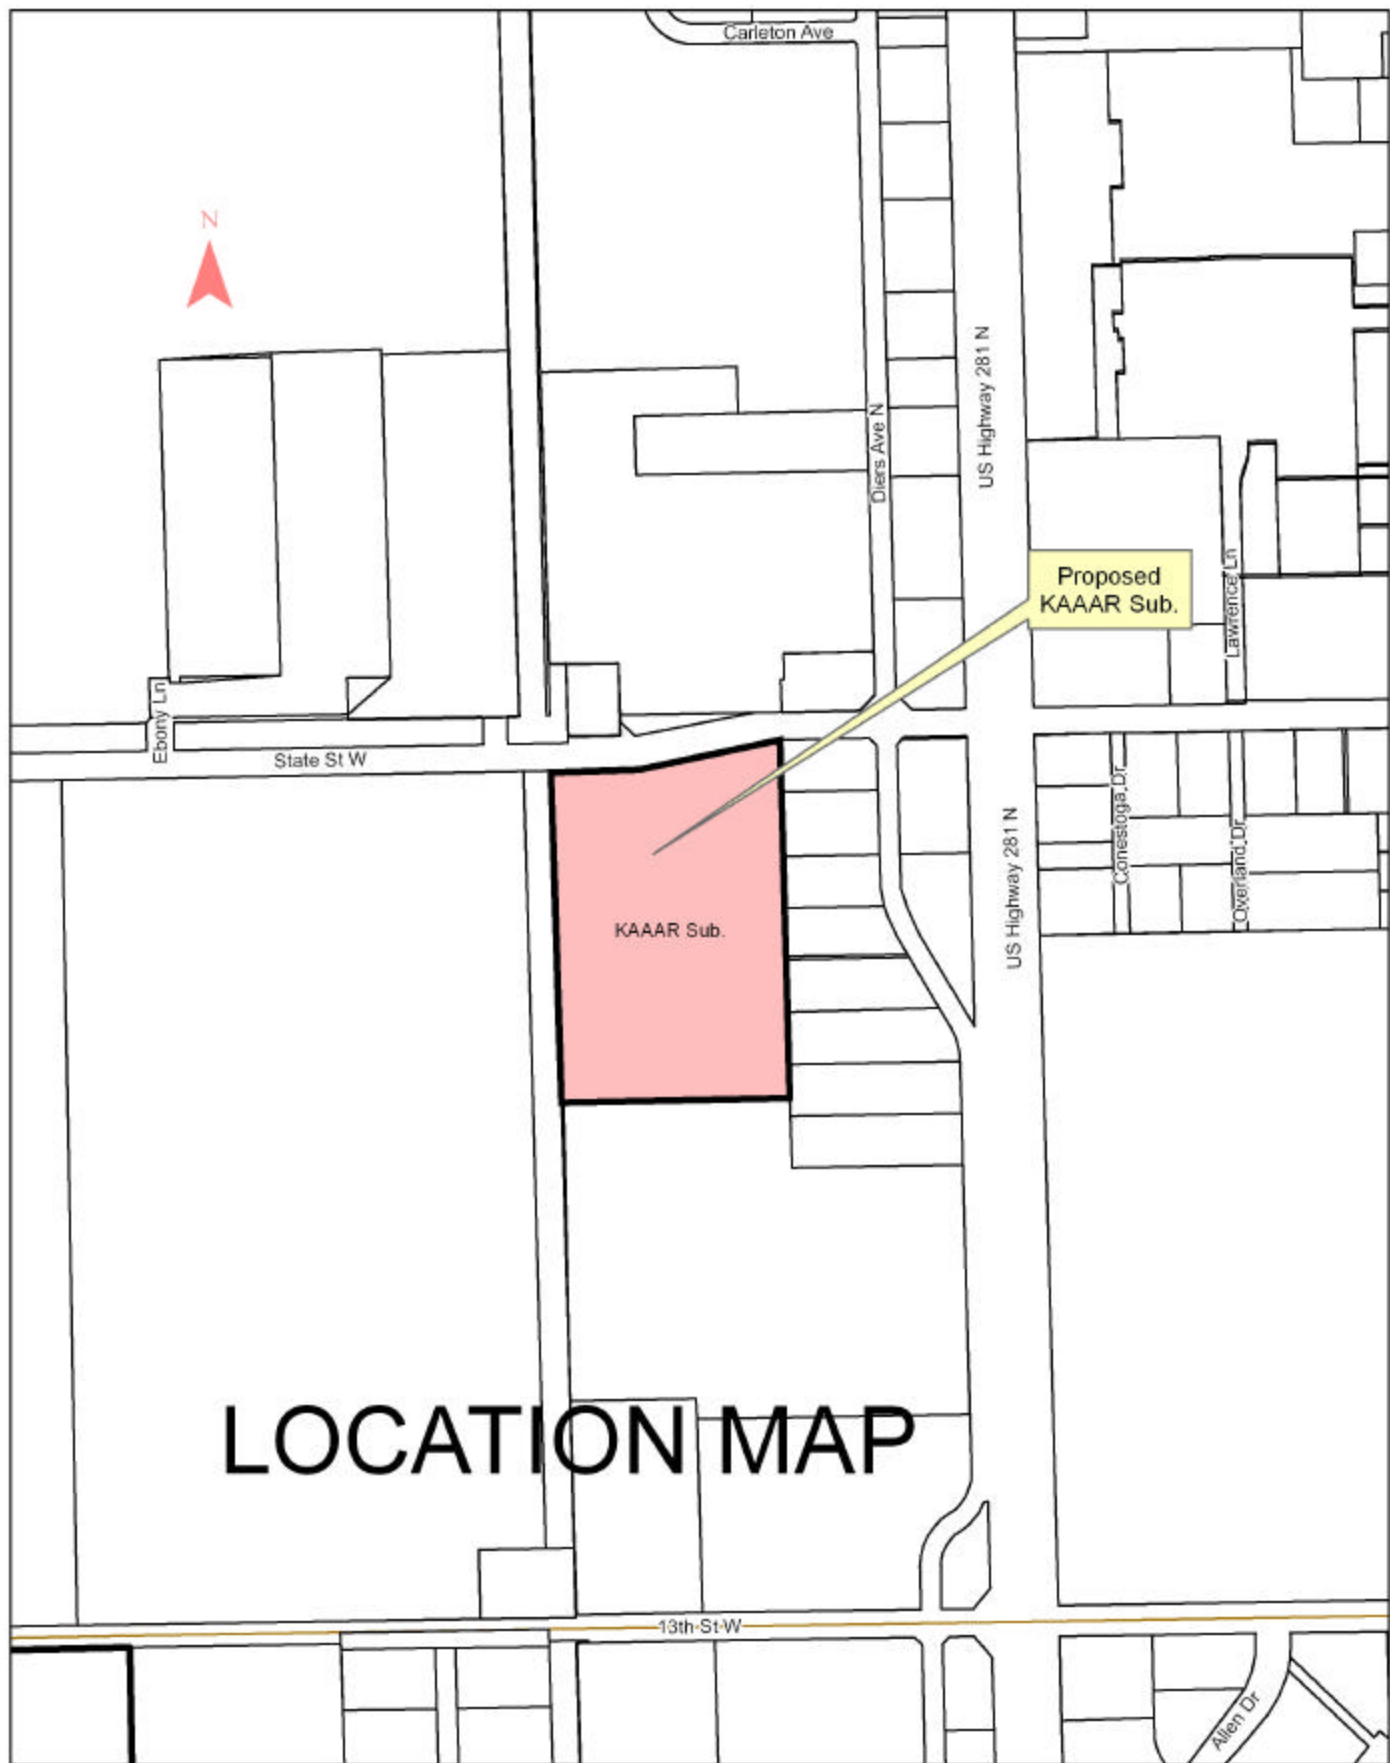 Carleton Ave
N
US Highway 281 N
Diers Ave N
Proposed
KAAAR Sub.
Lawrence Ln
Ebony Ln
State St W
Conestoga Dr
Overland Dr
US Highway 281 N
KAAAR Sub.
LOCATION MAP
13th St W
Allen Dr